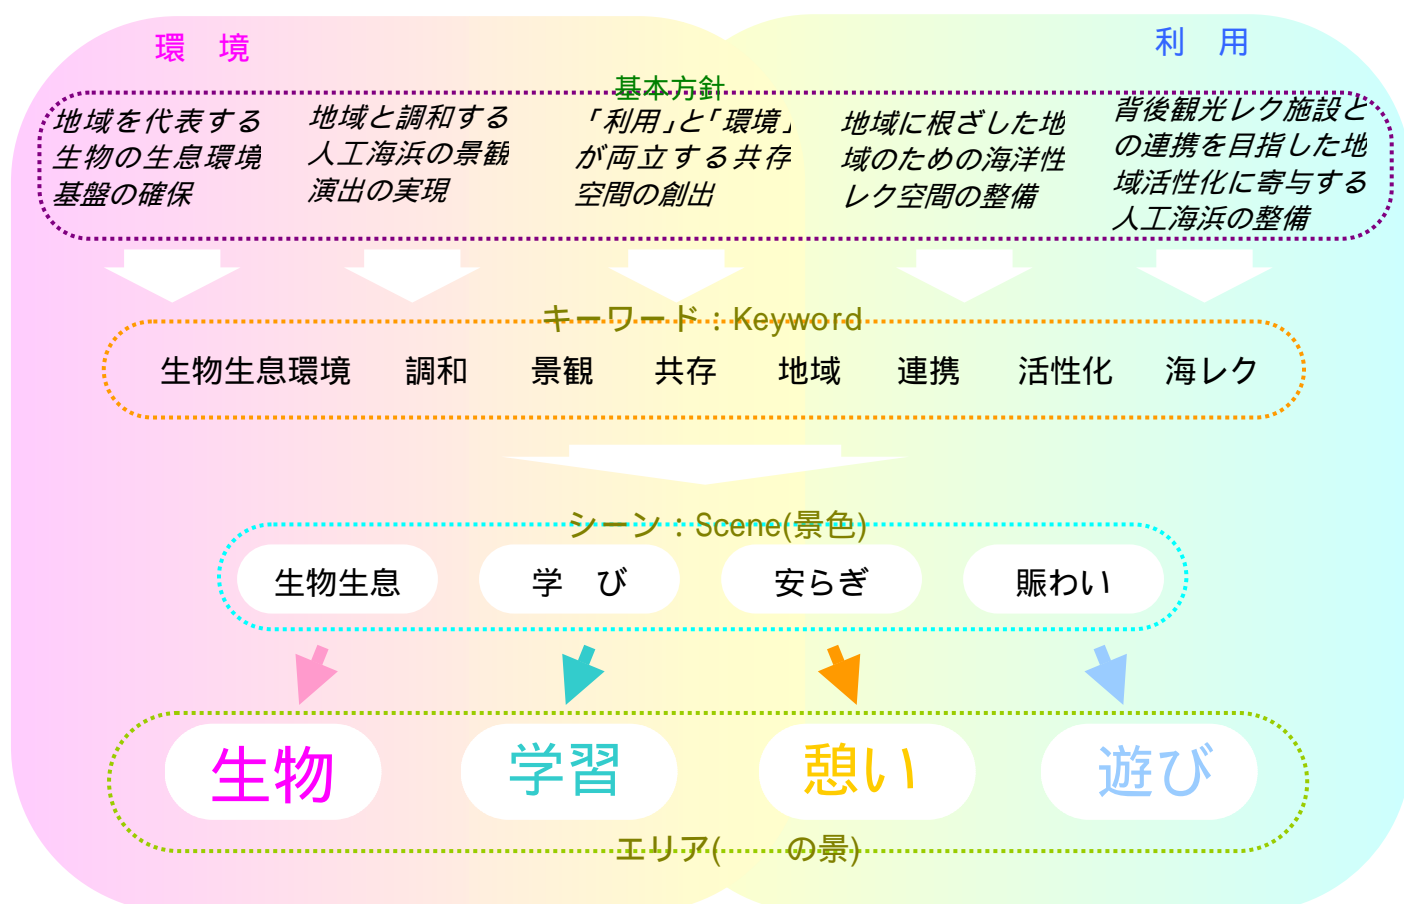 環　境
利　用
基本方針
地域を代表する
生物の生息環境
基盤の確保
地域と調和する
人工海浜の景観
演出の実現
「利用」と「環境」
が両立する共存
空間の創出
地域に根ざした地
域のための海洋性
レク空間の整備
背後観光レク施設と
の連携を目指した地
域活性化に寄与する
人工海浜の整備
キーワード：Keyword
生物生息環境　調和　景観　共存　地域　連携　活性化　海レク
シーン：Scene(景色)
生物生息　学　び　安らぎ　賑わい
生物　学習　憩い　遊び
エリア(　　の景)